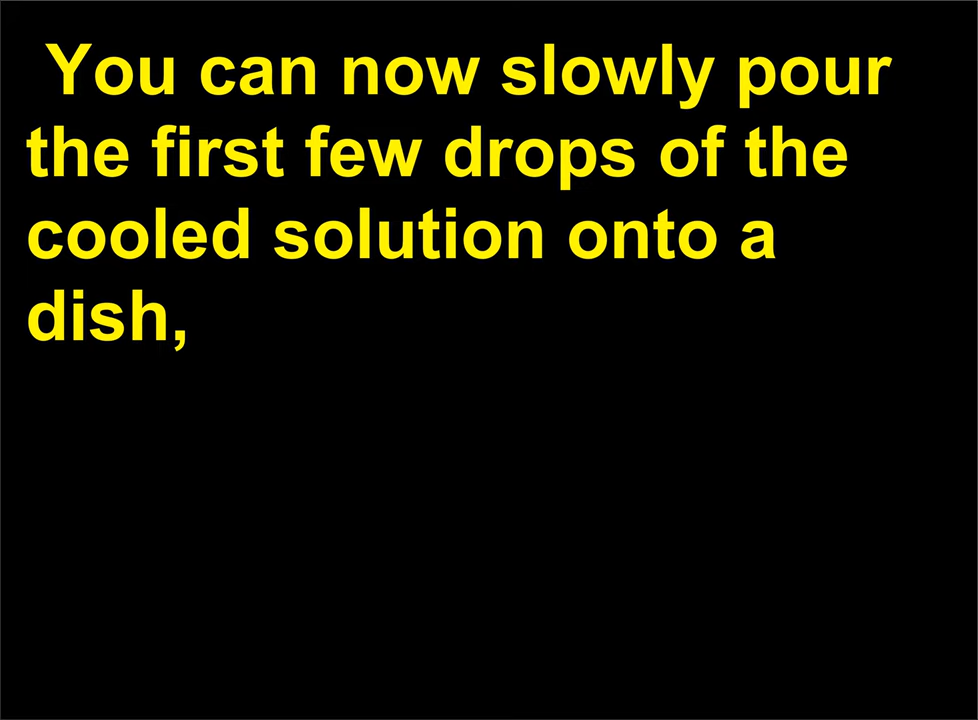 You can now slowly pour
the first few drops of the
cooled solution onto a
dish,